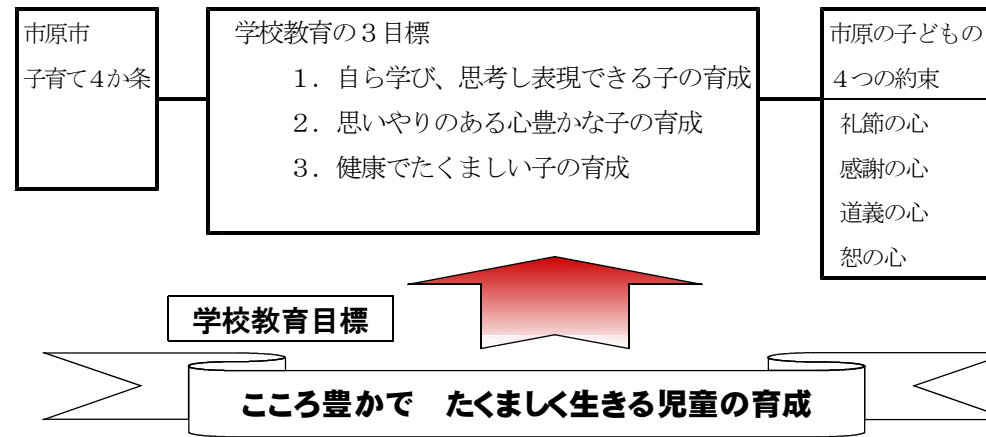 市原市
子育て4か条
学校教育の3目標
1．自ら学び、思考し表現できる子の育成
2．思いやりのある心豊かな子の育成
3．健康でたくましい子の育成
市原の子どもの
4つの約束
礼節の心
感謝の心
道義の心
恕の心
学校教育目標
こころ豊かで　たくましく生きる児童の育成